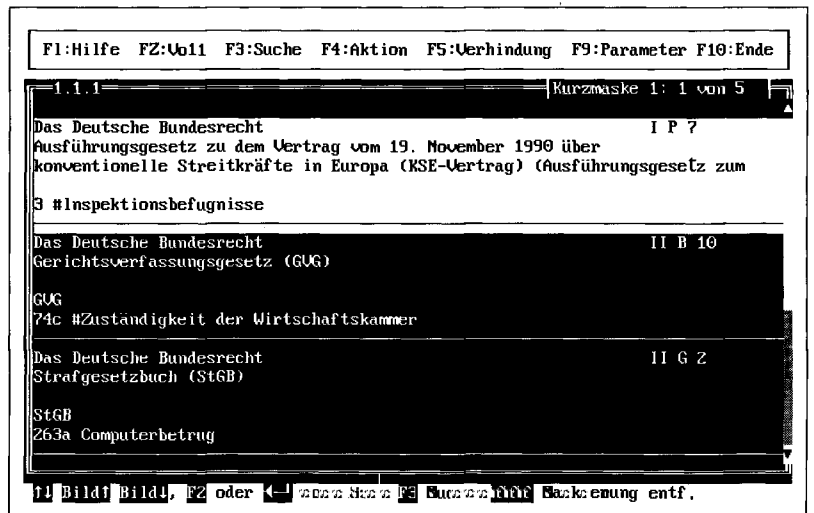 F1:Hilfe F2:Voll F3:Suche F4:Aktion F5:Verhindung F9:Parameter F10:Ende
1.1.1 Kurzmaske 1: 1 von 5
Das Deutsche Bundesrecht I P 7
Ausführungsgesetz zu dem Vertrag vom 19. November 1990 über
konventionelle Streitkräfte in Europa (KSE-Vertrag) (Ausführungsgesetz zum
3 #Inspektionsbefugnisse
Das Deutsche Bundesrecht II B 10
Gerichtsverfassungsgesetz (GVG)
GVG
74c #Zuständigkeit der Wirtschaftskammer
Das Deutsche Bundesrecht II G 2
Strafgesetzbuch (StGB)
StGB
263a Computerbetrug
↑↓ Bild↑ Bild↓, F2 oder ◄─┘ F3 entf.